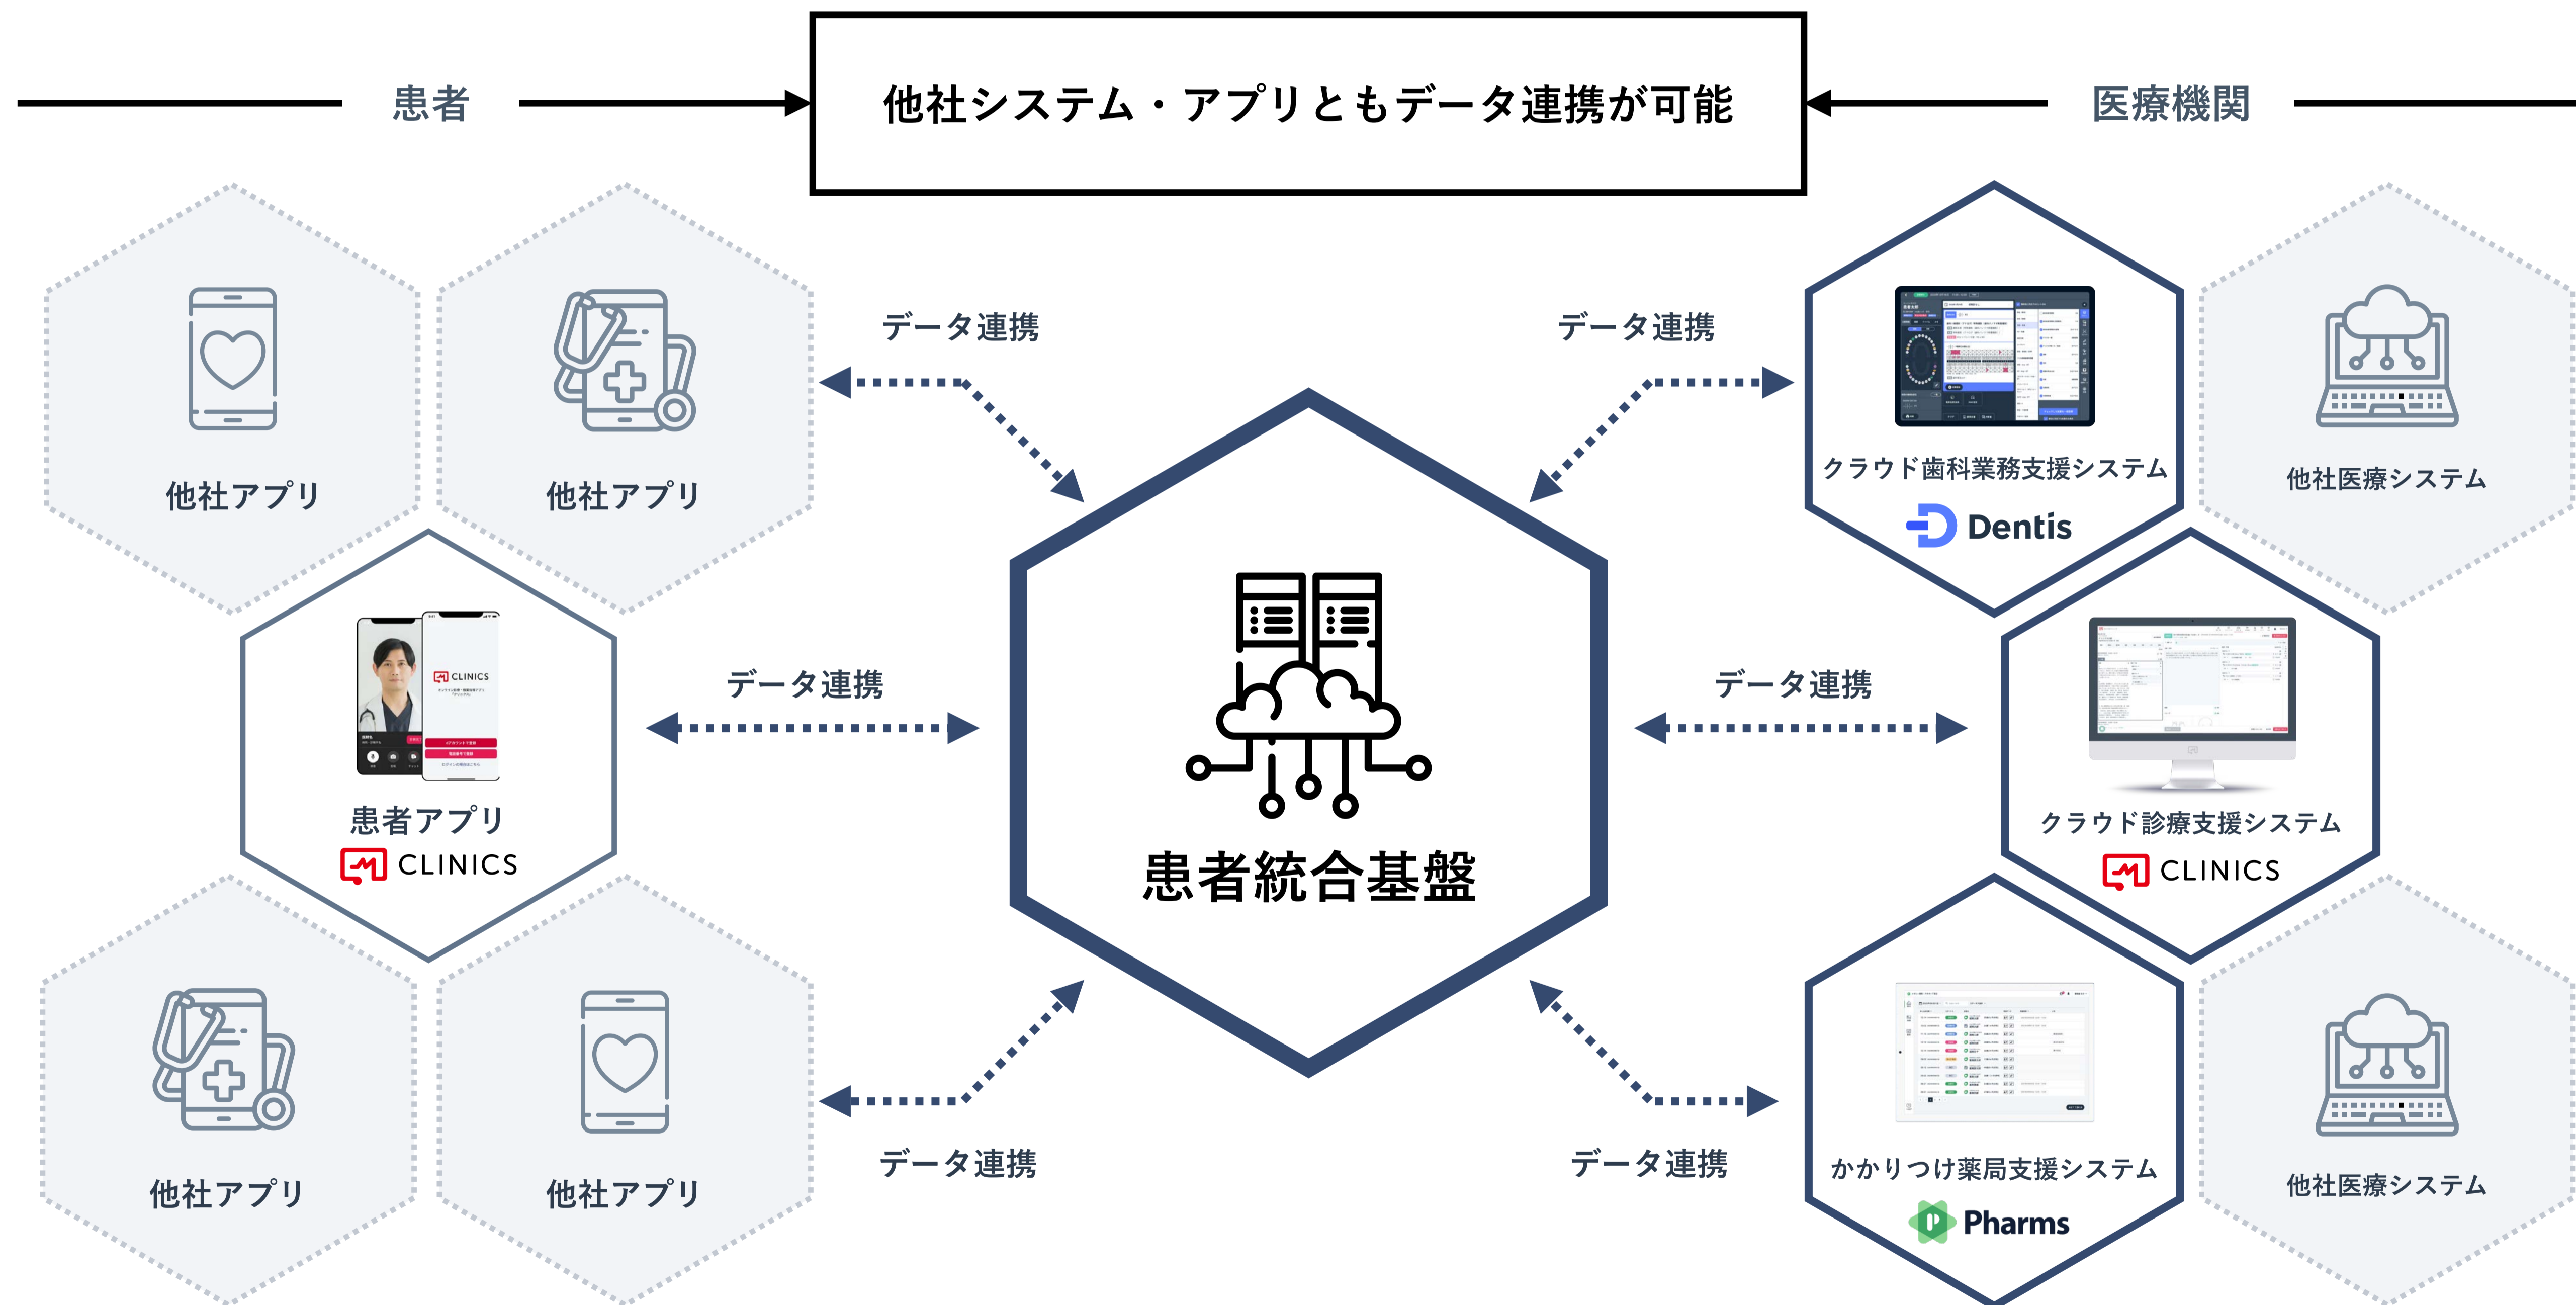 患者
他社システム・アプリともデータ連携が可能
医療機関
他社アプリ
他社アプリ
データ連携
データ連携
クラウド歯科業務支援システム
Dentis
他社医療システム
CLINICS
患者アプリ
CLINICS
データ連携
患者統合基盤
データ連携
クラウド診療支援システム
CLINICS
他社アプリ
他社アプリ
データ連携
データ連携
かかりつけ薬局支援システム
Pharms
他社医療システム